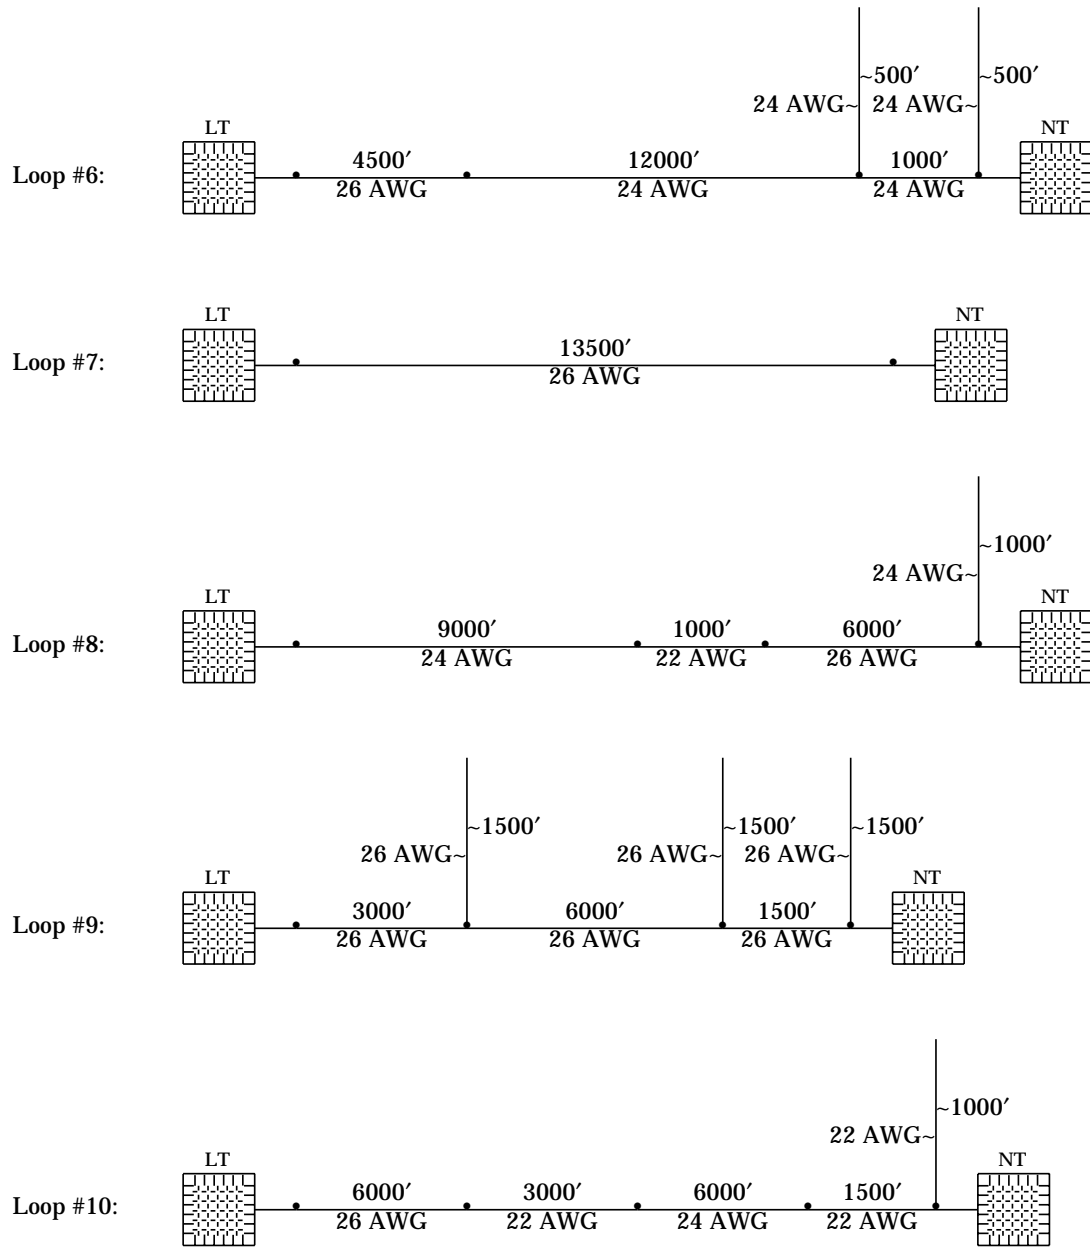 ~500′ ~500′
24 AWG~ 24 AWG~
LT NT
4500′ 12000′ 1000′
Loop #6:
26 AWG 24 AWG 24 AWG
LT NT
13500′
Loop #7:
26 AWG
~1000′
24 AWG~
LT NT
9000′ 1000′ 6000′
Loop #8:
24 AWG 22 AWG 26 AWG
~1500′ ~1500′ ~1500′
26 AWG~ 26 AWG~ 26 AWG~
LT NT
3000′ 6000′ 1500′
Loop #9:
26 AWG 26 AWG 26 AWG
~1000′
22 AWG~
LT NT
6000′ 3000′ 6000′ 1500′
Loop #10:
26 AWG 22 AWG 24 AWG 22 AWG